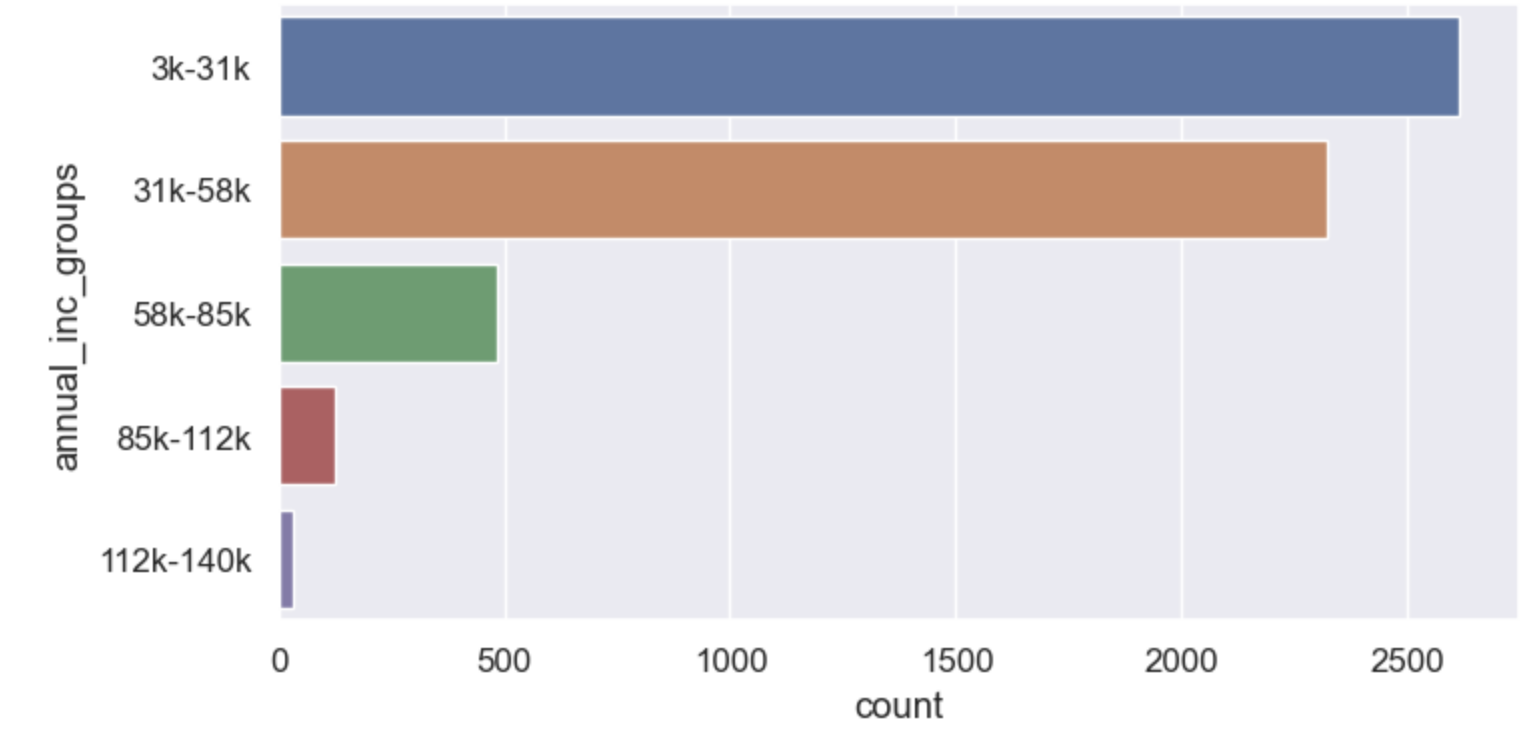 annual_inc_groups
3k-31k
31k-58k
58k-85k
85k-112k
112k-140k
0 500 1000 1500 2000 2500
count